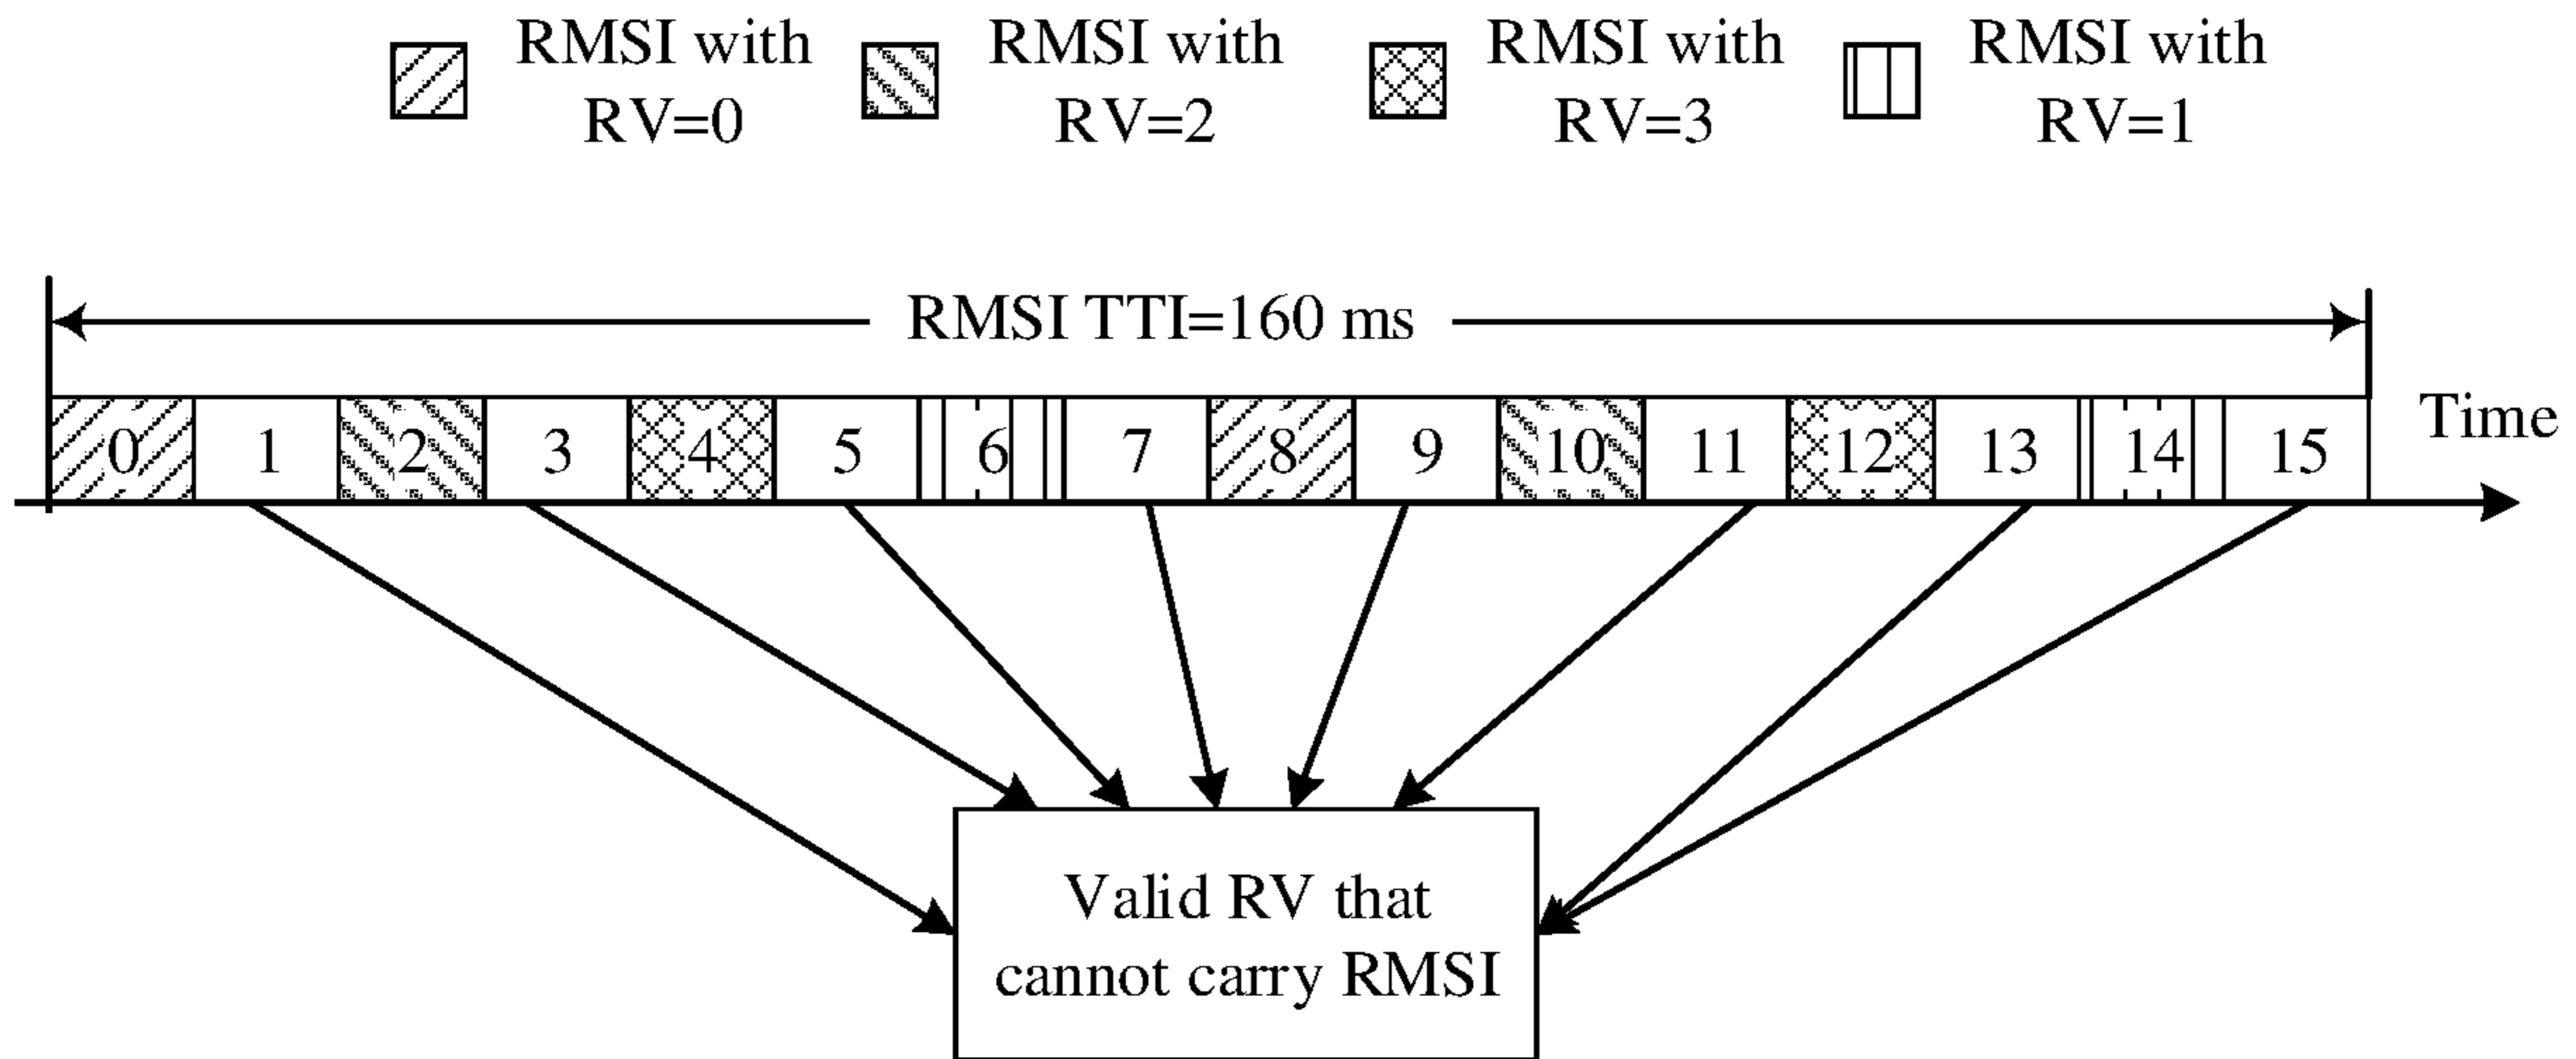 RMSI with
RV=0
RMSI with
RV=2
RMSI with
RV=3
RMSI with
RV=1
RMSI TTI=160 ms
0 1 2 3 4 5 6 7 8 9 10 11 12 13 14 15
Time
Valid RV that
cannot carry RMSI